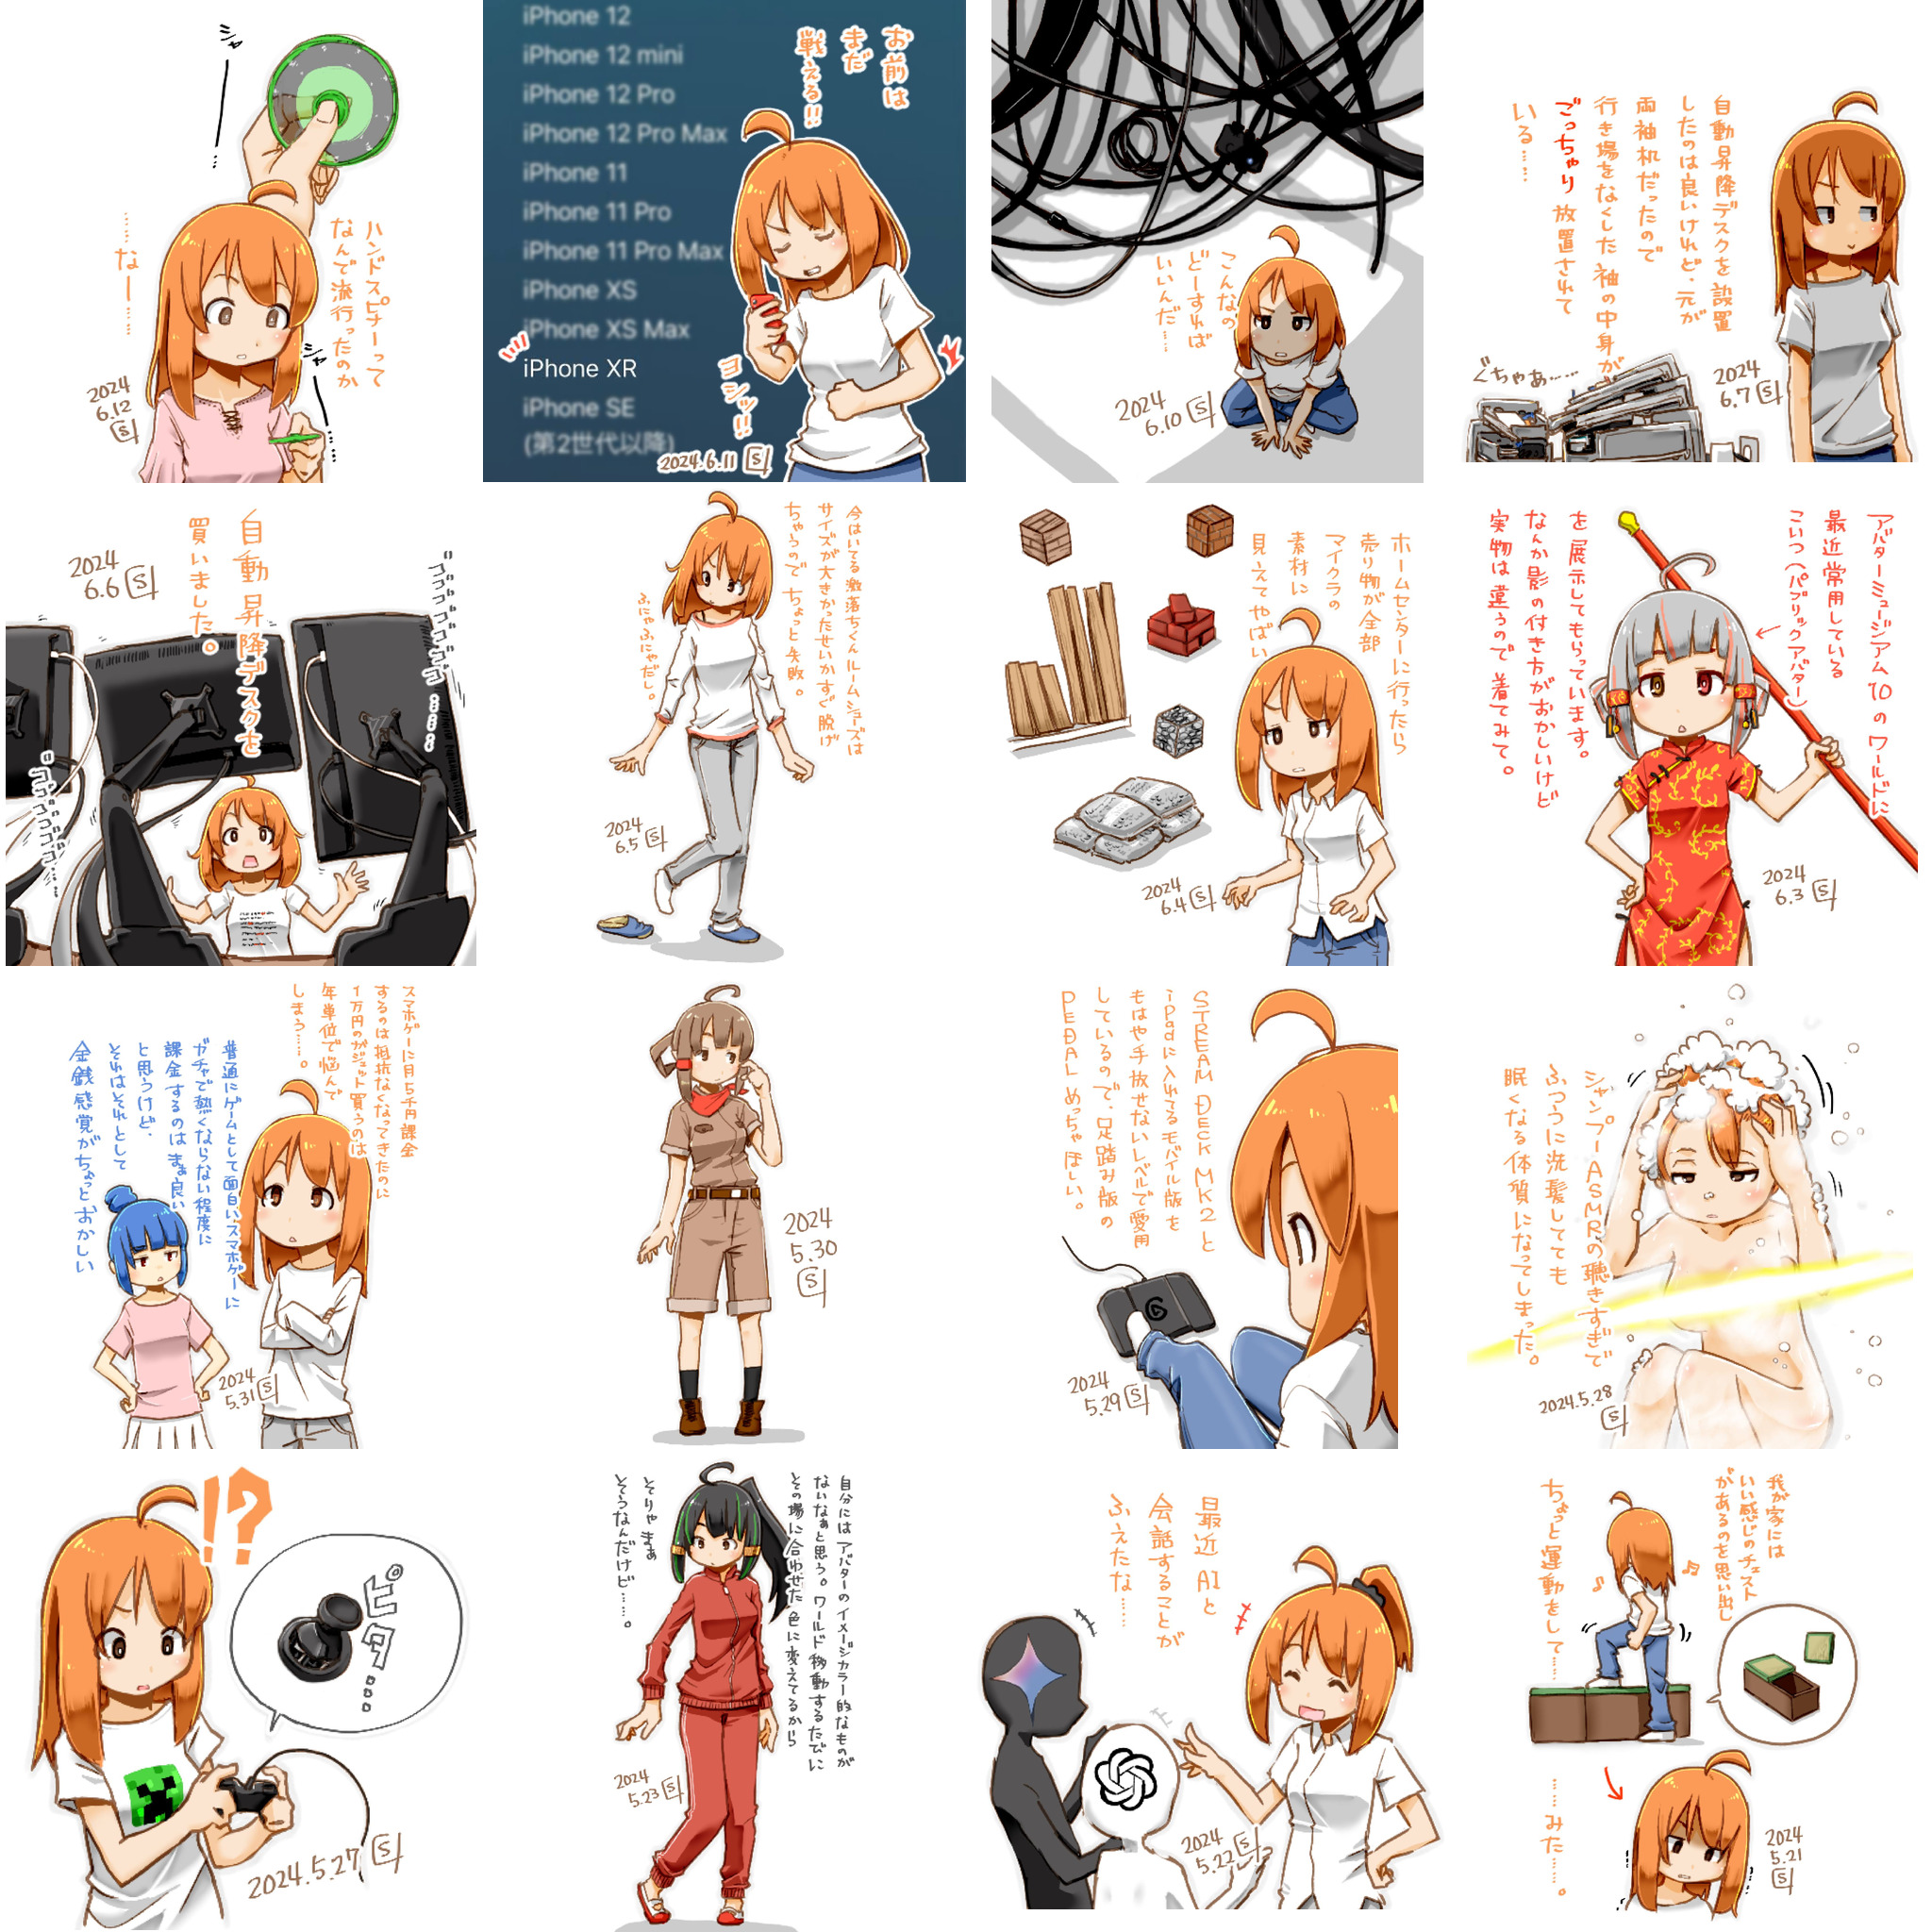 シャ
ハンドスピナーって
なんで流行ったのか
……なー……
シャ
2024
6.12
S
iPhone 12
iPhone 12 mini
iPhone 12 Pro
iPhone 12 Pro Max
iPhone 11
iPhone 11 Pro
iPhone 11 Pro Max
iPhone XS
iPhone XS Max
iPhone XR
iPhone SE
(第2世代以降)
お前は
まだ
戦える!!
ヨシッ!!
2024.6.11 S
こんなの
どーすれば
いいんだ…
2024
6.10 S
自動昇降デスクを設置
したのは良いけれど、元が
両袖机だったので
行き場をなくした袖の中身が
ごっちゃり放置されて
いる……
ぐちゃあ……
2024
6.7 S
自動昇降デスクを
買いました。
2024
6.6 S
ゴゴゴゴゴ……
ゴゴゴゴゴゴ…
今はいてる激落ちくんルームシューズは
サイズが大きかったせいかすぐ脱げ
ちゃうのでちょっと失敗。
ふにゃふにゃだし。
2024
6.5 S
ホームセンターに行ったら
売り物が全部
マイクラの
素材に
見えてやばい
2024
6.4 S
アバターミュージアム10のワールドに
最近常用している
こいつ(パブリックアバター)
を展示してもらっています。
なんか影の付き方がおかしいけど
実物は違うので着てみて。
2024
6.3 S
スマホゲーに月5千円課金
するのは抵抗なくなってきたのに
1万円のガジェット買うのは
年単位で悩んで
しまう……。
普通にゲームとして面白いスマホゲーに
ガチャで熱くならない程度に
課金するのはまぁ良い
と思うけど、
それはそれとして
金銭感覚がちょっとおかしい
2024
5.31 S
2024
5.30
S
STREAM DECK MK2と
iPadに入れてるモバイル版を
もはや手放せないレベルで愛用
しているので、足踏み版の
PEDALめっちゃほしい。
2024
5.29 S
シャンプーASMRの聴きすぎで
ふつうに洗髪してても
眠くなる体質になってしまった。
2024.5.28
S
!?
ピタ…
2024.5.27 S
自分にはアバターのイメージカラー的なものが
ないなぁと思う。ワールド移動するたびに
その場に合わせた色に変えてるから
そりゃまぁ
そうなんだけど……。
2024
5.23 S
最近AIと
会話することが
ふえたな……
2024
5.22 S
我が家には
いい感じのチェスト
があるのを思い出し
ちょっと運動をして……
……みた……。
2024
5.21
S